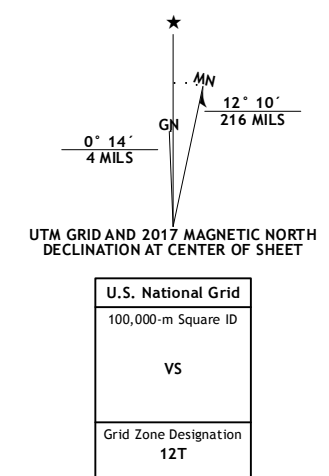 MN
12° 10´
216 MILS
GN
0° 14´
4 MILS
UTM GRID AND 2017 MAGNETIC NORTH
DECLINATION AT CENTER OF SHEET
U.S. National Grid
100,000-m Square ID
VS
Grid Zone Designation
12T